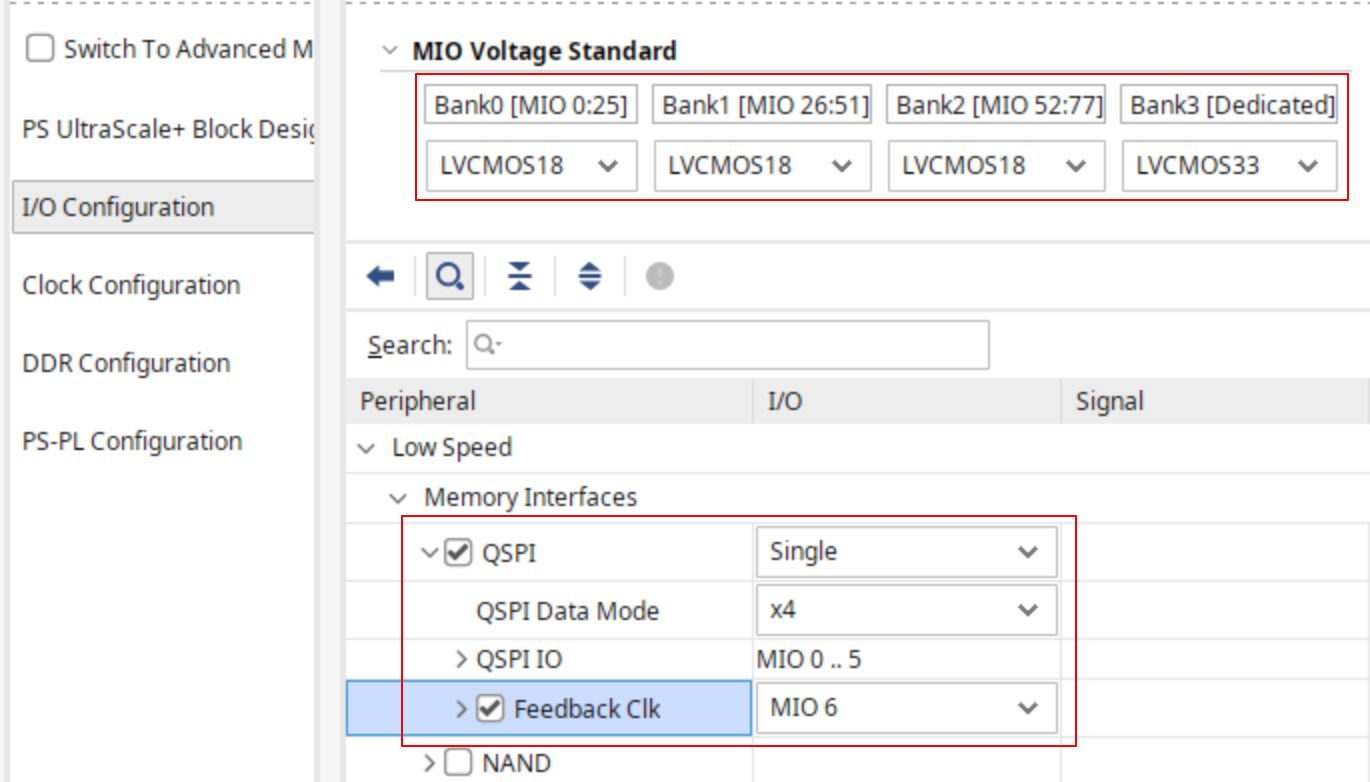 Switch To Advanced M
PS UltraScale+ Block Desig
I/O Configuration
Clock Configuration
DDR Configuration
PS-PL Configuration
MIO Voltage Standard
Bank0 [MIO 0:25] Bank1 [MIO 26:51] Bank2 [MIO 52:77] Bank3 [Dedicated]
LVCMOS18 LVCMOS18 LVCMOS18 LVCMOS33
Search:
Peripheral I/O Signal
Low Speed
Memory Interfaces
QSPI Single
QSPI Data Mode x4
QSPI IO MIO 0 .. 5
Feedback Clk MIO 6
NAND